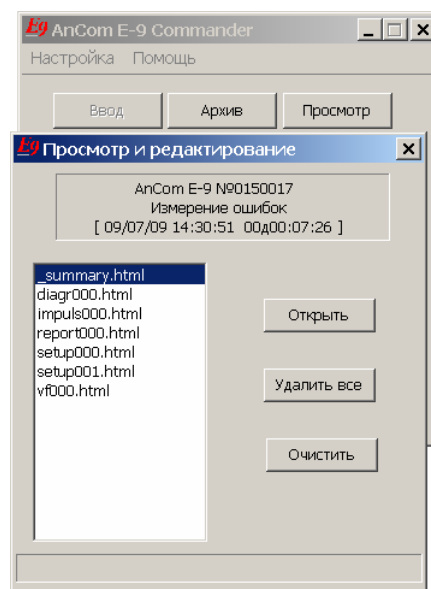 E9 AnCom E-9 Commander
Настройка Помощь
Ввод Архив Просмотр
E9 Просмотр и редактирование
AnCom E-9 №0150017
Измерение ошибок
[ 09/07/09 14:30:51 00д00:07:26 ]
_summary.html
diagr000.html
impuls000.html
report000.html
setup000.html
setup001.html
vf000.html
Открыть
Удалить все
Очистить